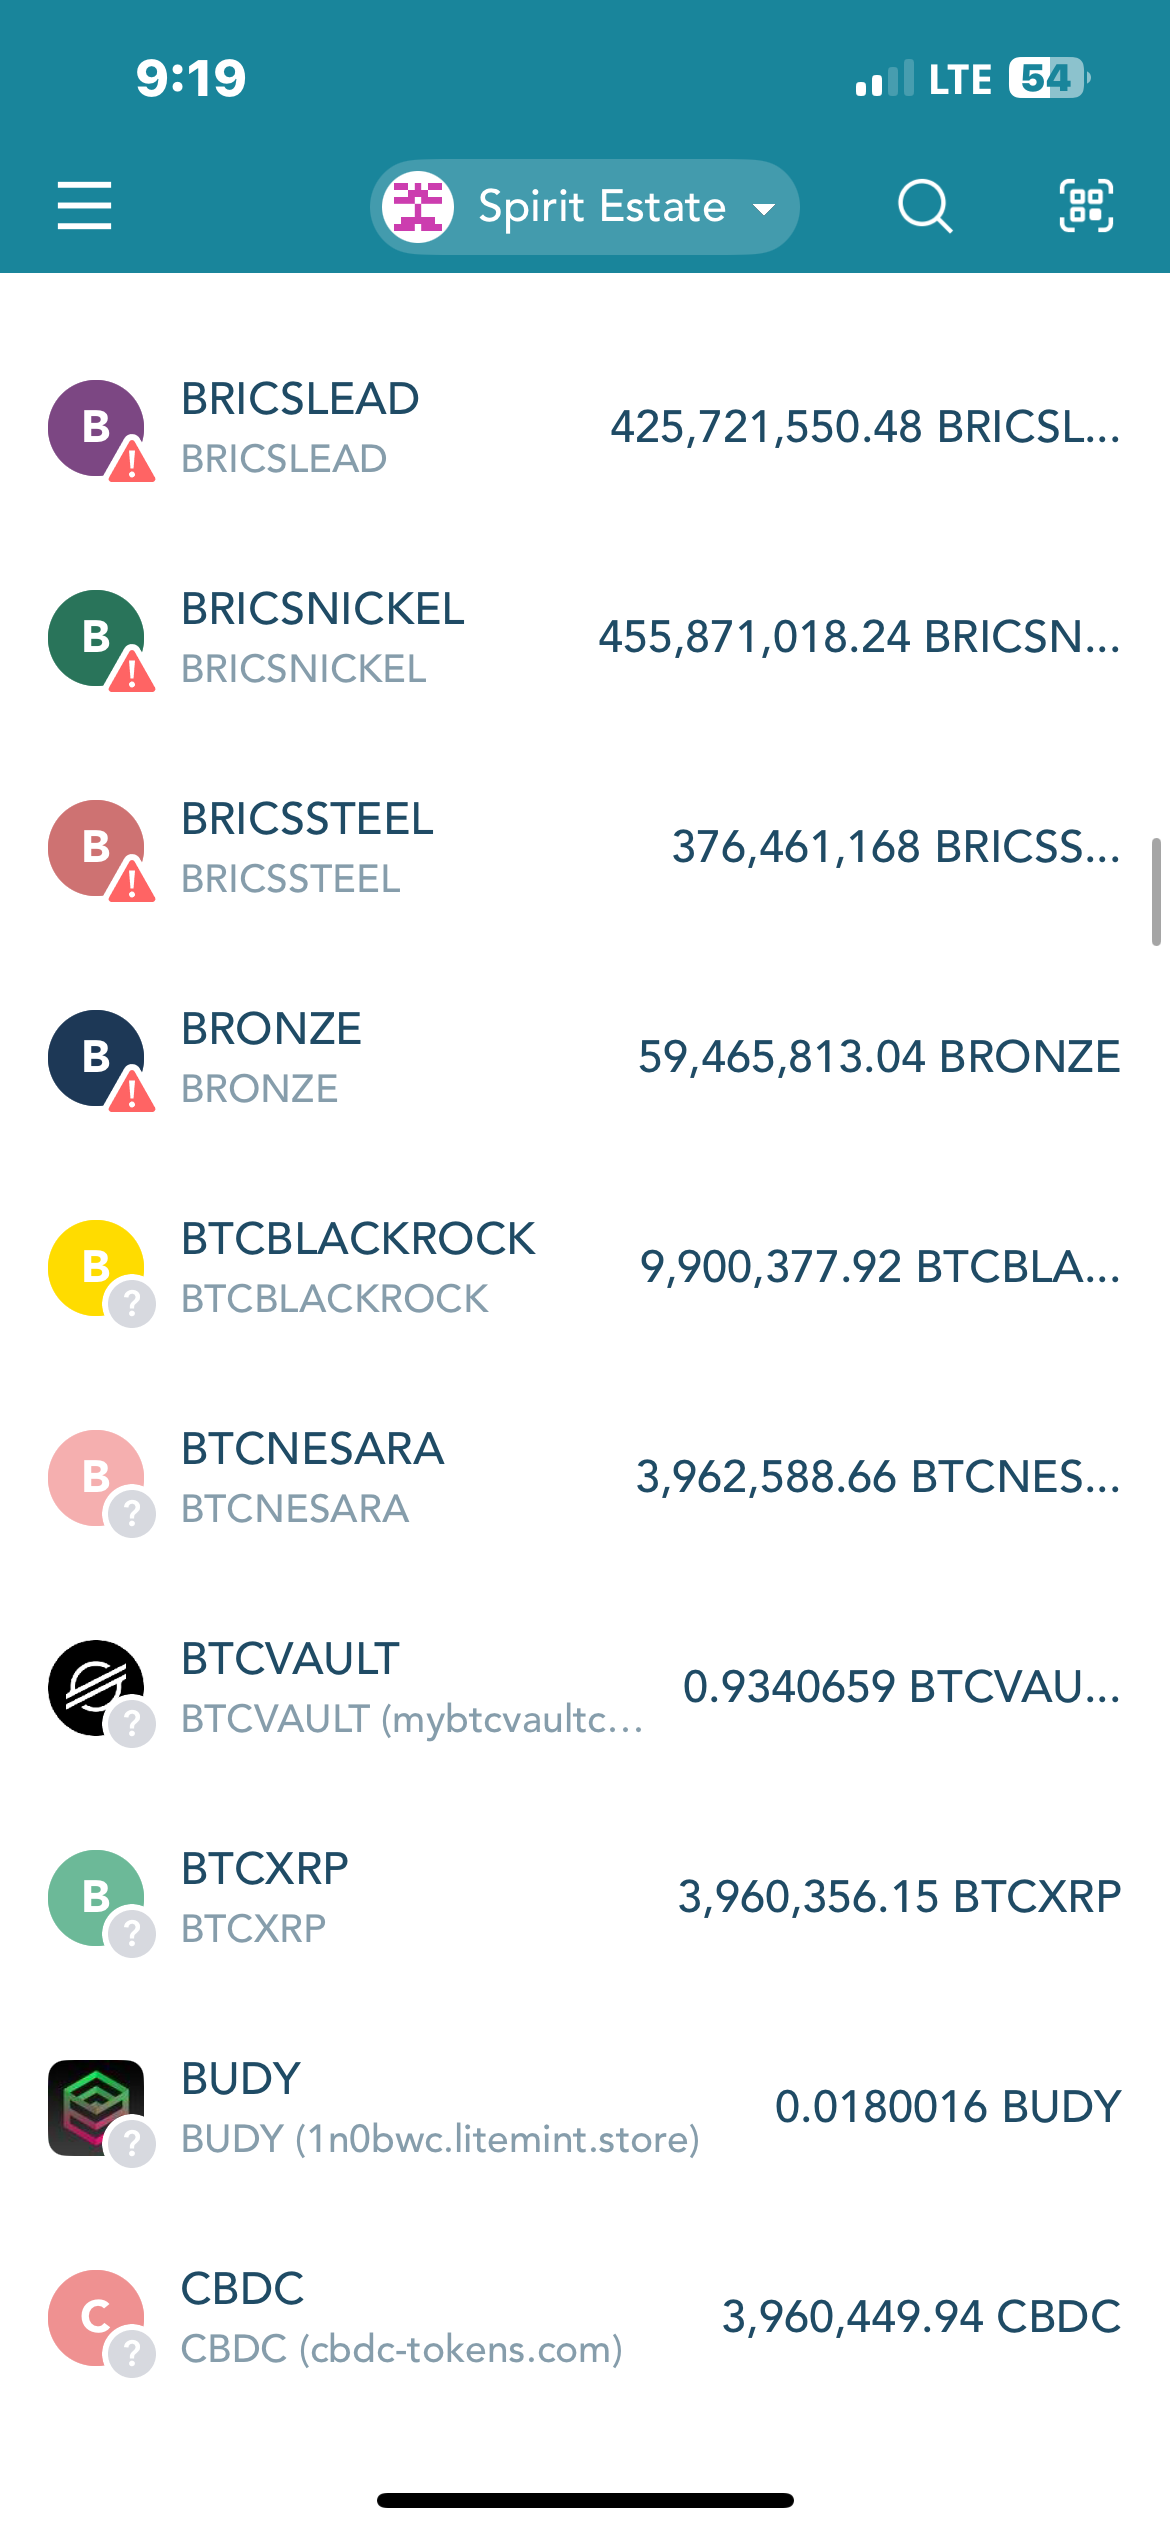 9:19 LTE 54
Spirit Estate
B BRICSLEAD
BRICSLEAD
425,721,550.48 BRICSL...
B BRICSNICKEL
BRICSNICKEL
455,871,018.24 BRICSN...
B BRICSSTEEL
BRICSSTEEL
376,461,168 BRICSS...
B BRONZE
BRONZE
59,465,813.04 BRONZE
B BTCBLACKROCK
BTCBLACKROCK
9,900,377.92 BTCBLA...
B BTCNESARA
BTCNESARA
3,962,588.66 BTCNES...
BTCVAULT
BTCVAULT (mybtcvaultc...
0.9340659 BTCVAU...
B BTCXRP
BTCXRP
3,960,356.15 BTCXRP
BUDY
BUDY (1n0bwc.litemint.store)
0.0180016 BUDY
C CBDC
CBDC (cbdc-tokens.com)
3,960,449.94 CBDC